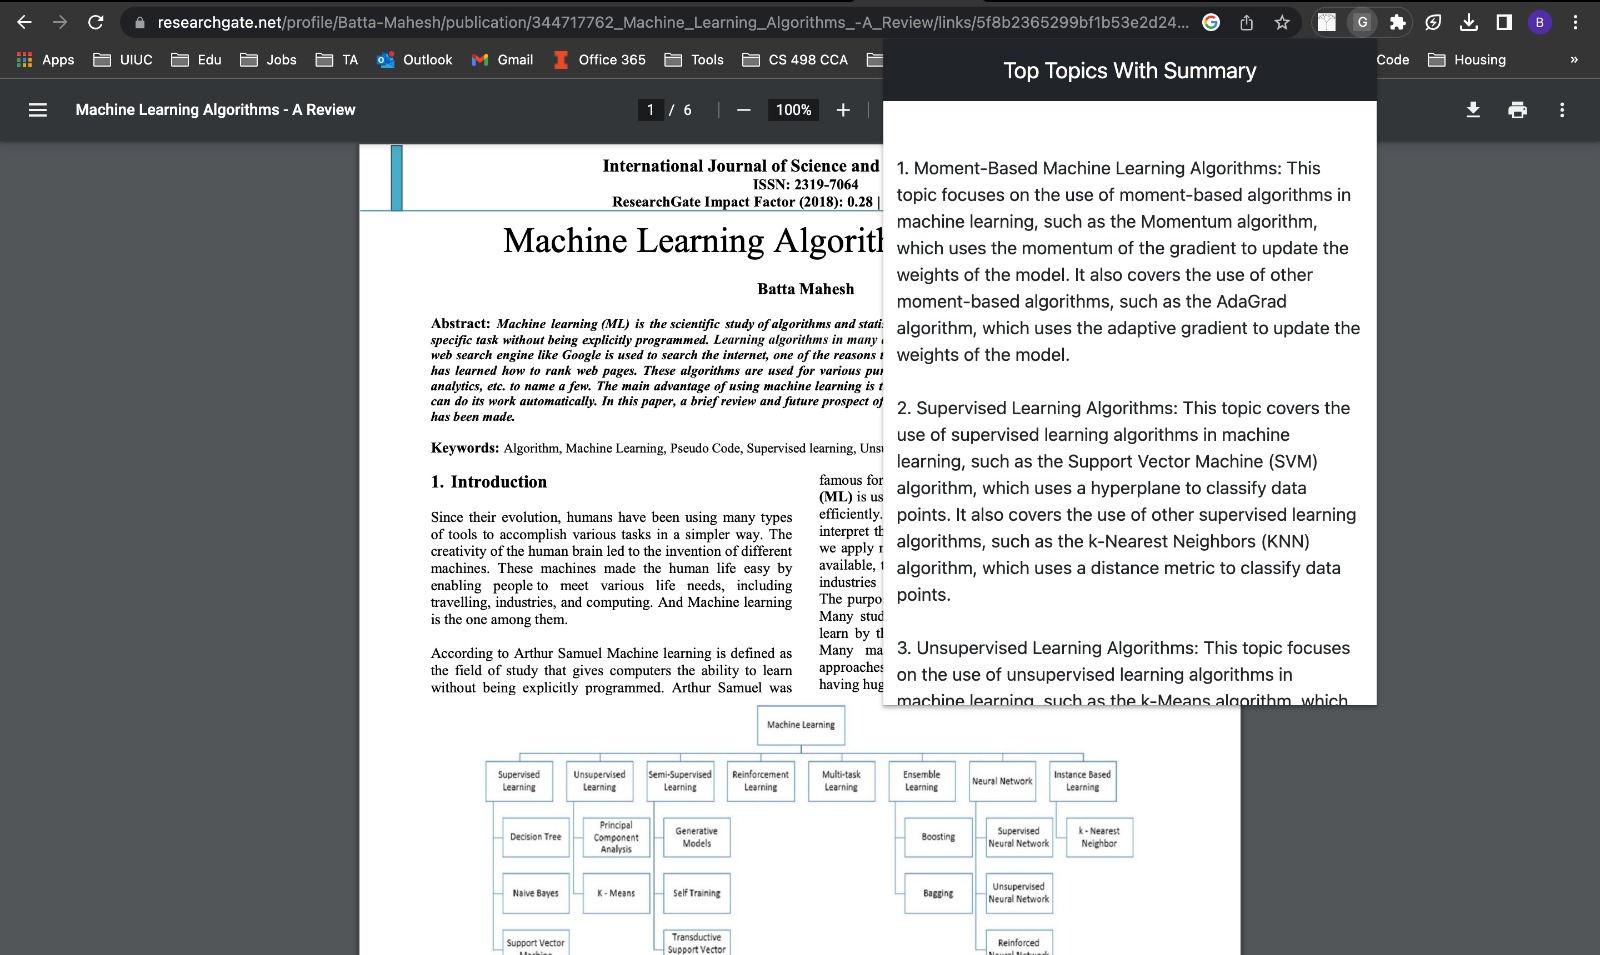 researchgate.net/profile/Batta-Mahesh/publication/344717762_Machine_Learning_Algorithms_-A_Review/links/5f8b2365299bf1b53e2d24...
G
B
Apps
UIUC
Edu
Jobs
TA
Outlook
Gmail
Office 365
Tools
CS 498 CCA
Code
Housing
»
Machine Learning Algorithms - A Review
1 / 6
100%
Top Topics With Summary
International Journal of Science and
ISSN: 2319-7064
ResearchGate Impact Factor (2018): 0.28 |
Machine Learning Algorith
Batta Mahesh
Abstract: Machine learning (ML) is the scientific study of algorithms and stati
specific task without being explicitly programmed. Learning algorithms in many
web search engine like Google is used to search the internet, one of the reasons t
has learned how to rank web pages. These algorithms are used for various pur
analytics, etc. to name a few. The main advantage of using machine learning is t
can do its work automatically. In this paper, a brief review and future prospect of
has been made.
Keywords: Algorithm, Machine Learning, Pseudo Code, Supervised learning, Unsu
1. Introduction
Since their evolution, humans have been using many types
of tools to accomplish various tasks in a simpler way. The
creativity of the human brain led to the invention of different
machines. These machines made the human life easy by
enabling people to meet various life needs, including
travelling, industries, and computing. And Machine learning
is the one among them.
According to Arthur Samuel Machine learning is defined as
the field of study that gives computers the ability to learn
without being explicitly programmed. Arthur Samuel was
famous for
(ML) is us
efficiently.
interpret th
we apply
available, t
industries
The purpo
Many stud
learn by th
Many ma
approaches
having hug
1. Moment-Based Machine Learning Algorithms: This
topic focuses on the use of moment-based algorithms in
machine learning, such as the Momentum algorithm,
which uses the momentum of the gradient to update the
weights of the model. It also covers the use of other
moment-based algorithms, such as the AdaGrad
algorithm, which uses the adaptive gradient to update the
weights of the model.
2. Supervised Learning Algorithms: This topic covers the
use of supervised learning algorithms in machine
learning, such as the Support Vector Machine (SVM)
algorithm, which uses a hyperplane to classify data
points. It also covers the use of other supervised learning
algorithms, such as the k-Nearest Neighbors (KNN)
algorithm, which uses a distance metric to classify data
points.
3. Unsupervised Learning Algorithms: This topic focuses
on the use of unsupervised learning algorithms in
machine learning, such as the k-Means algorithm, which
Machine Learning
Supervised
Learning
Unsupervised
Learning
Semi-Supervised
Learning
Reinforcement
Learning
Multi-task
Learning
Ensemble
Learning
Neural Network
Instance Based
Learning
Decision Tree
Principal
Component
Analysis
Generative
Models
Boosting
Supervised
Neural Network
k - Nearest
Neighbor
Naive Bayes
K - Means
Self Training
Bagging
Unsupervised
Neural Network
Support Vector
Machine
Transductive
Support Vector
Reinforced
Neural Network